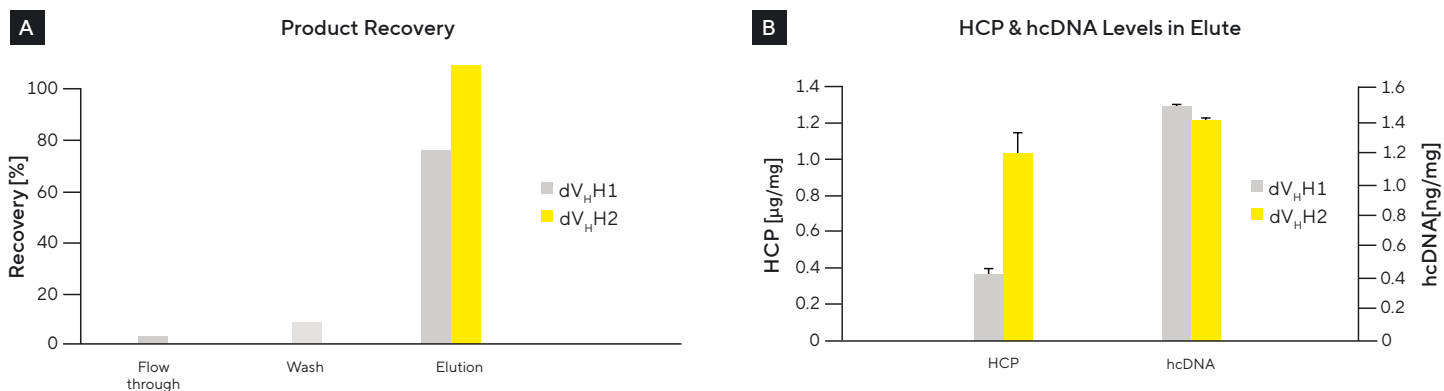 A
Product Recovery
Recovery [%]
100
80
60
40
20
0
Flow
through
Wash
Elution
dVHH1
dVHH2
B
HCP & hcDNA Levels in Elute
HCP [µg/mg]
1.4
1.2
1.0
0.8
0.6
0.4
0.2
0
HCP
hcDNA
dVHH1
dVHH2
1.6
1.4
1.2
1.0
1.4
0.6
0.4
0.2
0
hcDNA[ng/mg]